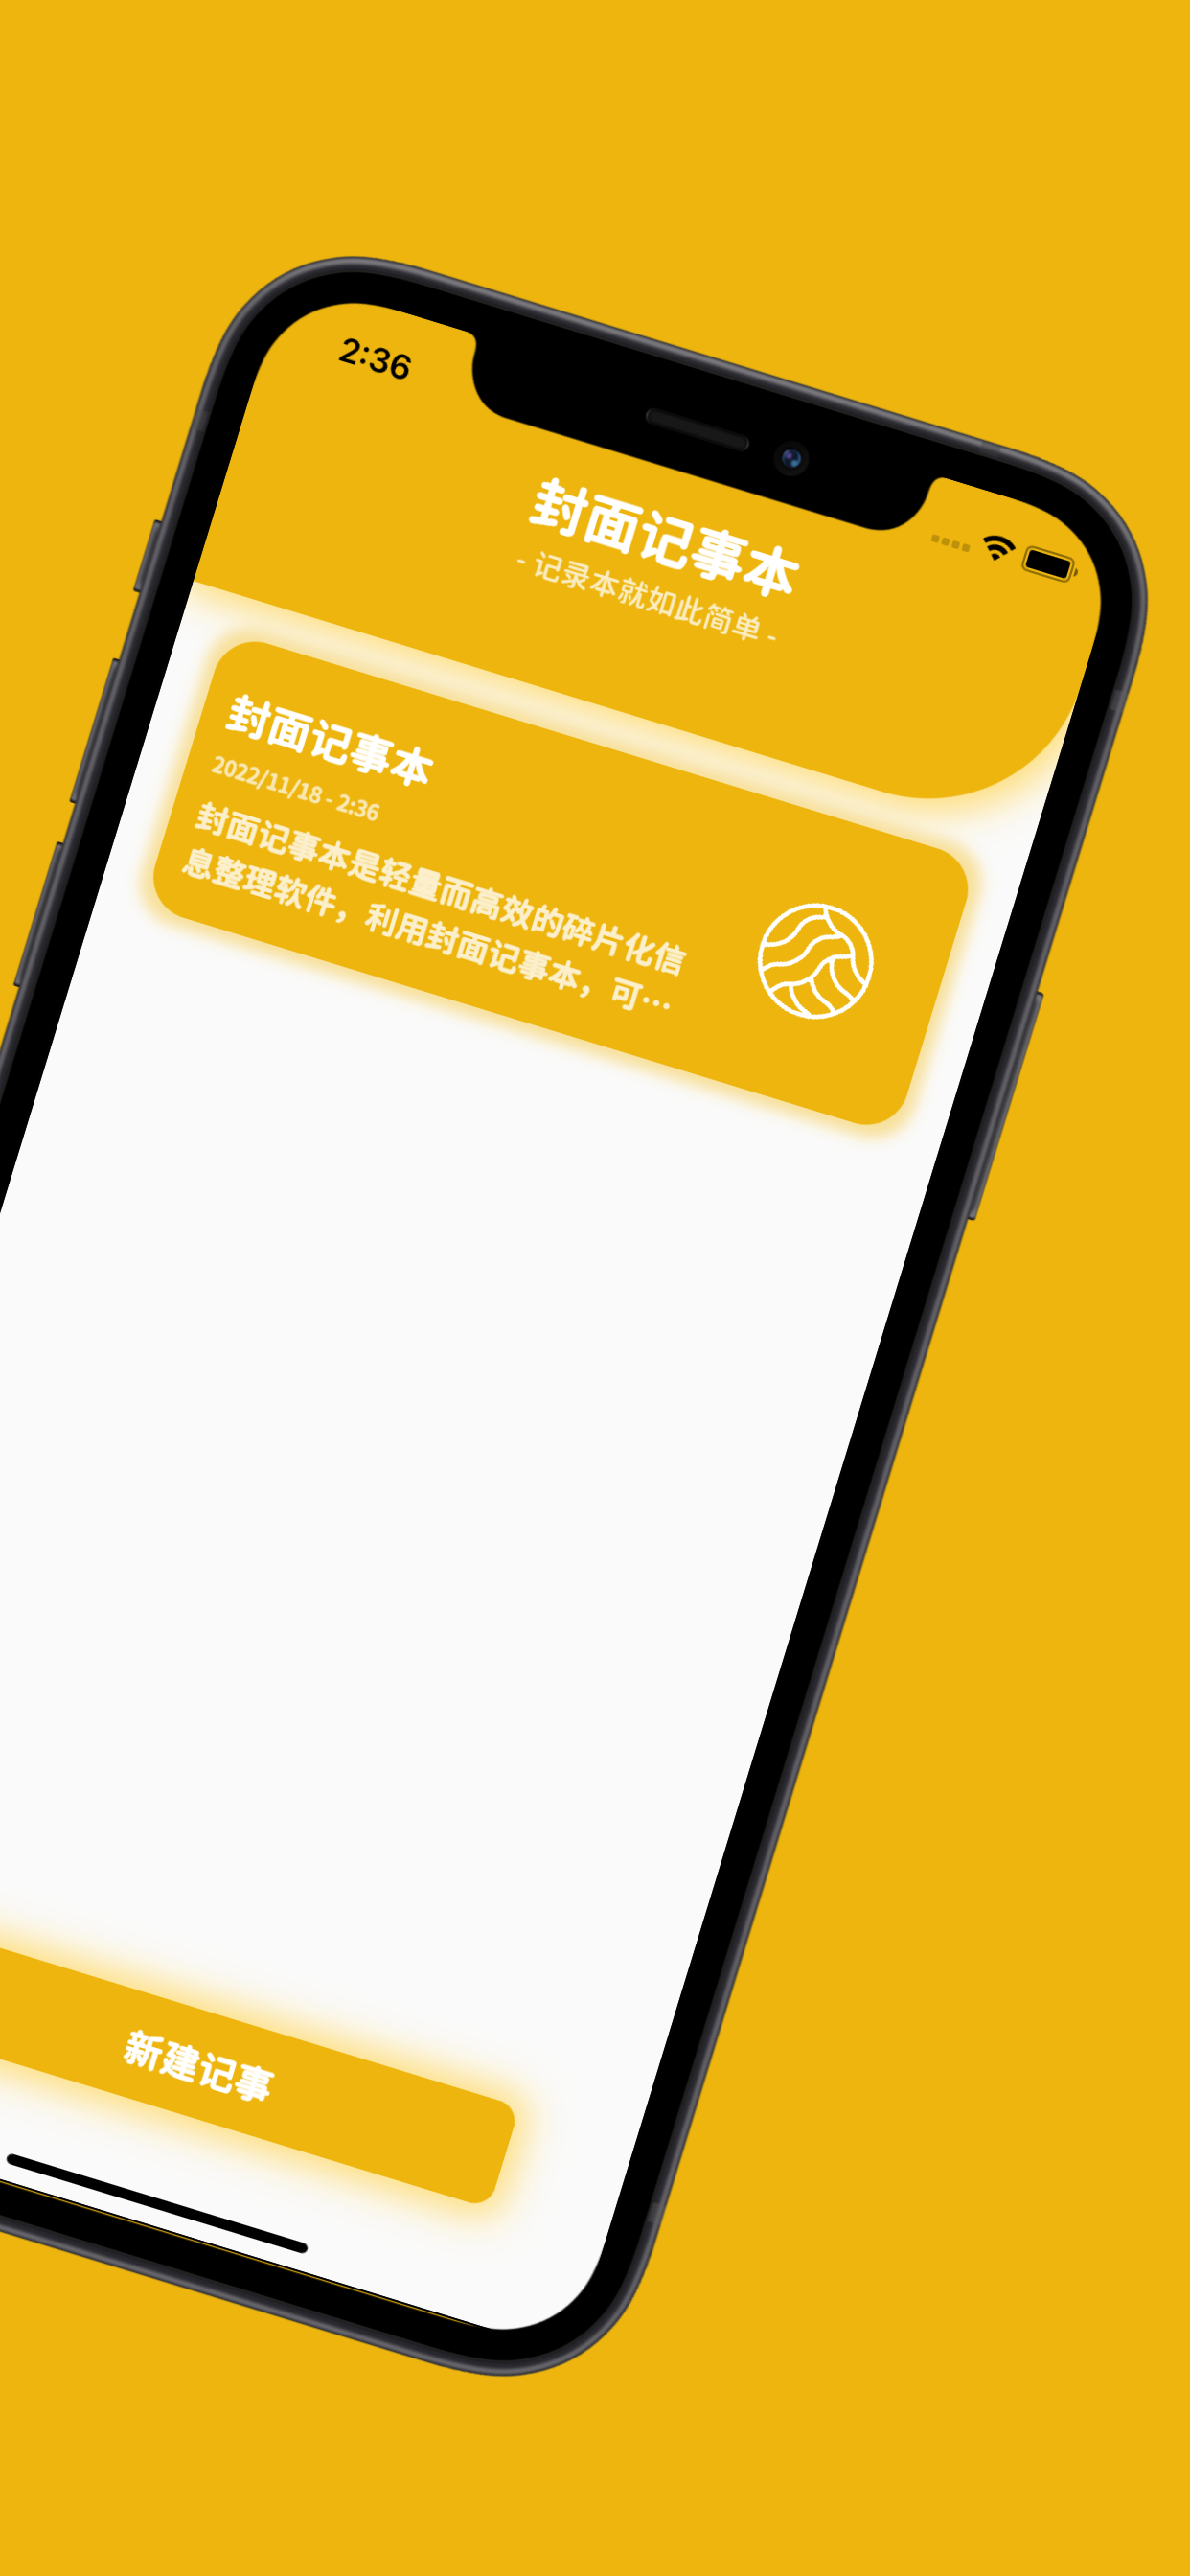 2:36
封面记事本
- 记录本就如此简单 -
封面记事本
2022/11/18 - 2:36
封面记事本是轻量而高效的碎片化信
息整理软件，利用封面记事本，可…
新建记事